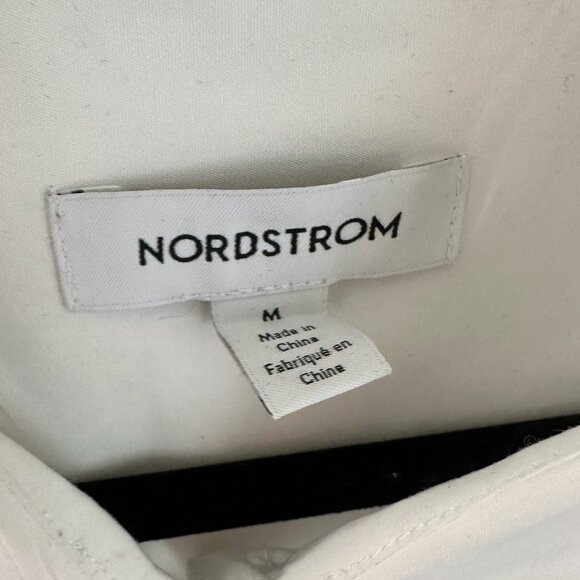 NORDSTROM
M
Made in
China
Fabriqué en
Chine